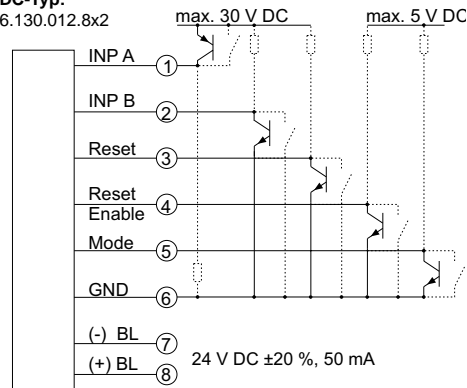 DC-Typ:
6.130.012.8x2
max. 30 V DC
max. 5 V DC
INP A
1
INP B
2
Reset
3
Reset
Enable
4
Mode
5
GND
6
(-) BL
7
24 V DC ±20 %, 50 mA
(+) BL
8